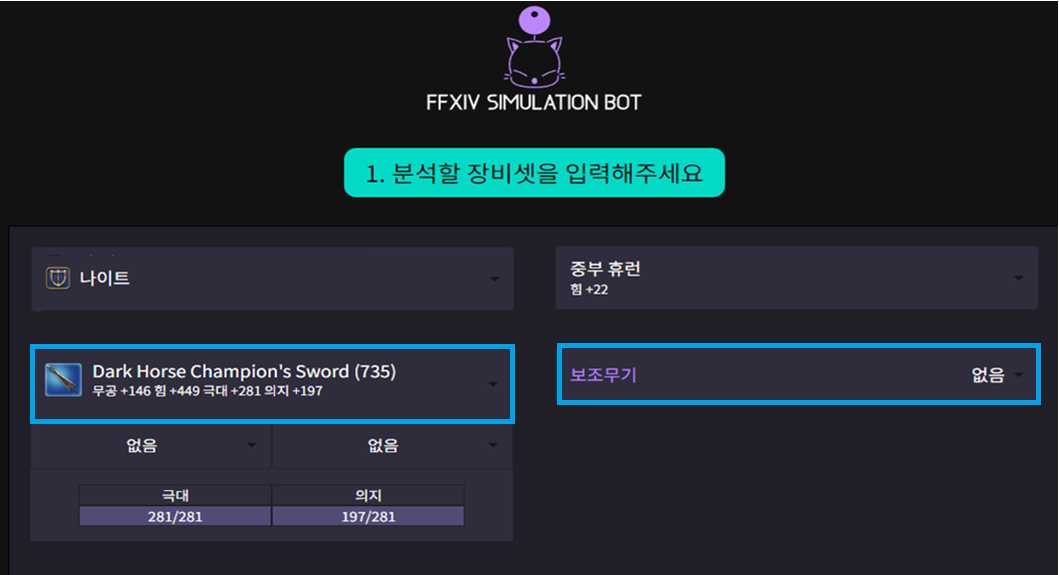 FFXIV SIMULATION BOT
1. 분석할 장비셋을 입력해주세요
나이트
중부 휴런
힘 +22
Dark Horse Champion's Sword (735)
무공 +146 힘 +449 극대 +281 의지 +197
보조무기 없음
없음 없음
극대 의지
281/281 197/281